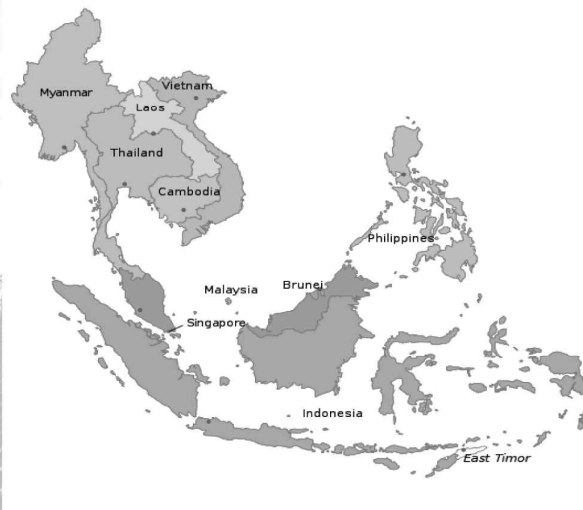 Vietnam
Myanmar
Laos
Thailand
Cambodia
Philippines
Brunei
Malaysia
Singapore
Indonesia
East Timor